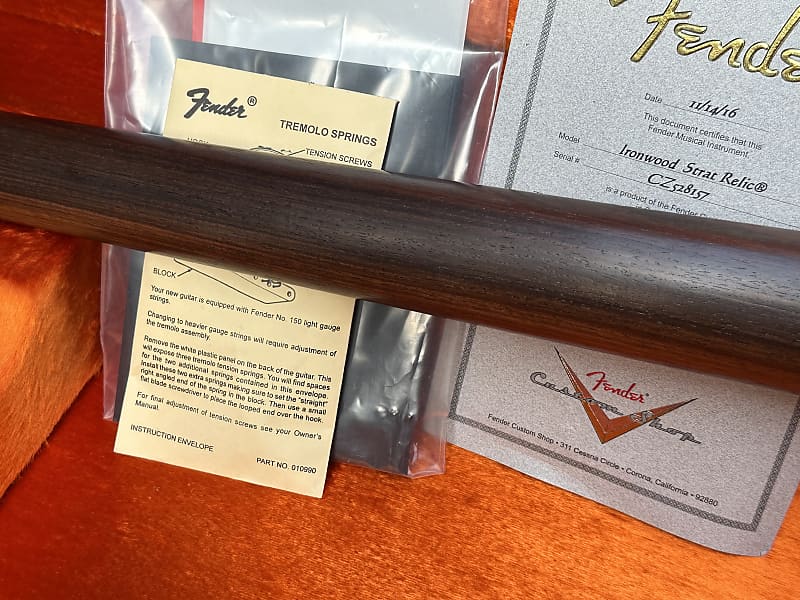 Fender®
TREMOLO SPRINGS
TENSION SCREWS
BLOCK
Your new guitar is equipped with Fender No. 150 light gauge
strings.
Changing to heavier gauge strings will require adjustment of
the tremolo assembly.
Remove the white plastic panel on the back of the guitar. This
will expose three tremolo tension springs. You will find spaces
for the two additional springs contained in this envelope.
Install these two extra springs making sure to set the "straight"
right angled end of the spring in the block. Then use a small
flat blade screwdriver to place the looped end over the hook.
For final adjustment of tension screws see your Owner's
Manual.
INSTRUCTION ENVELOPE
PART NO. 010990
Fender
Date 11/14/16
This document certifies that this
Fender Musical Instrument
Model Ironwood Strat Relic®
Serial # CZ528157
is a product of the Fender
Fender
Custom Shop
Fender Custom Shop • 311 Cessna Circle • Corona, California • 92880